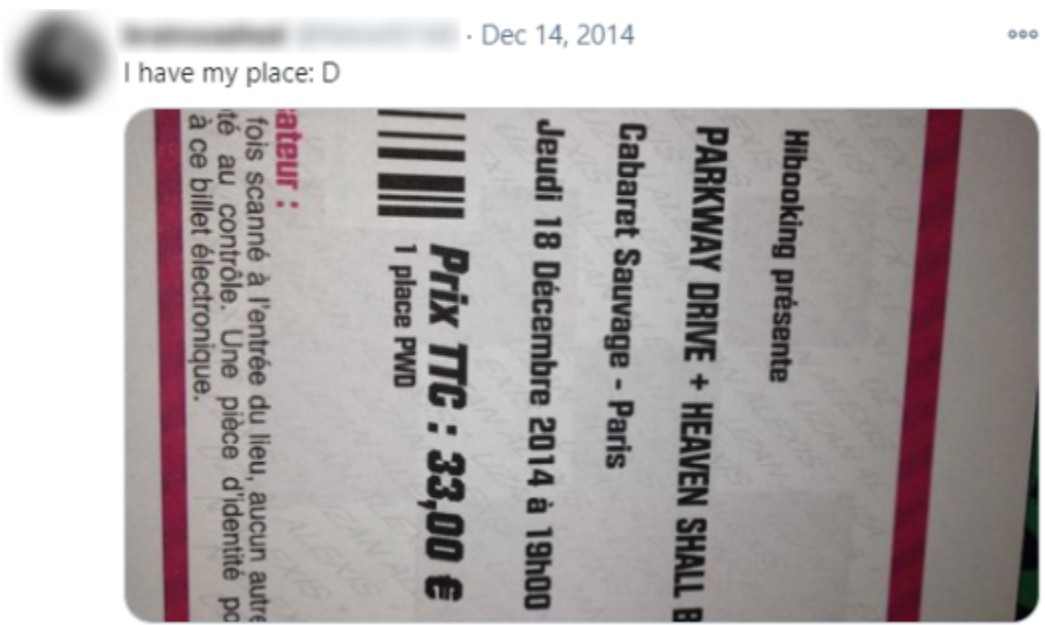 · Dec 14, 2014
I have my place: D
Hibooking présente
PARKWAY DRIVE + HEAVEN SHALL B
Cabaret Sauvage - Paris
Jeudi 18 Décembre 2014 à 19h00
Prix TTC : 33,00 €
1 place PWD
ateur :
fois scanné à l'entrée du lieu, aucun autre
té au contrôle. Une pièce d'identité po
à ce billet électronique.